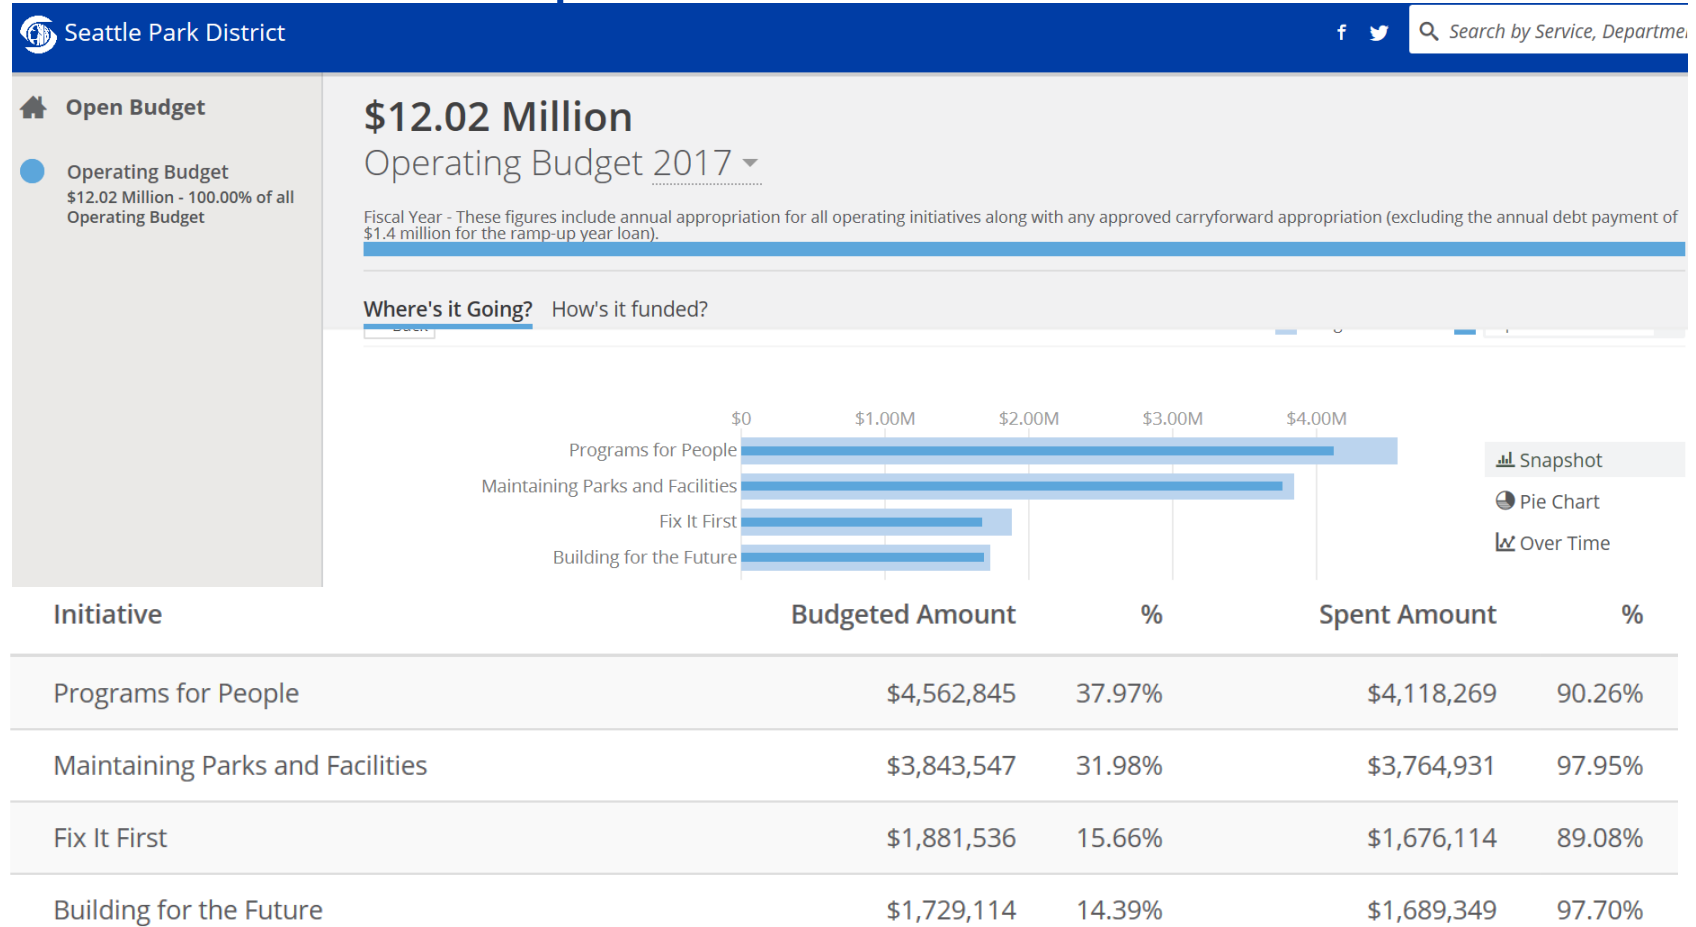 Seattle Park District
f
Search by Service, Departme
Open Budget
Operating Budget
$12.02 Million - 100.00% of all
Operating Budget
$12.02 Million
Operating Budget 2017
Fiscal Year - These figures include annual appropriation for all operating initiatives along with any approved carryforward appropriation (excluding the annual debt payment of
$1.4 million for the ramp-up year loan).
Where's it Going? How's it funded?
$0 $1.00M $2.00M $3.00M $4.00M
Programs for People
Maintaining Parks and Facilities
Fix It First
Building for the Future
Snapshot
Pie Chart
Over Time
Initiative Budgeted Amount % Spent Amount %
Programs for People $4,562,845 37.97% $4,118,269 90.26%
Maintaining Parks and Facilities $3,843,547 31.98% $3,764,931 97.95%
Fix It First $1,881,536 15.66% $1,676,114 89.08%
Building for the Future $1,729,114 14.39% $1,689,349 97.70%